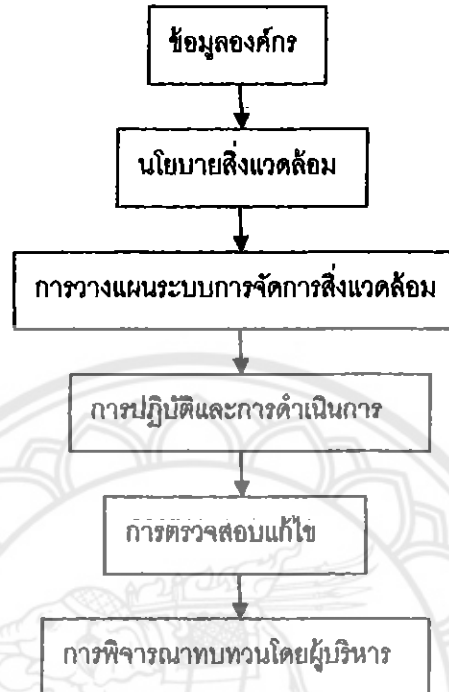 ข้อมูลองค์กร
นโยบายสิ่งแวดล้อม
การวางแผนระบบการจัดการสิ่งแวดล้อม
การปฏิบัติและการดำเนินการ
การตรวจสอบแก้ไข
การพิจารณาทบทวนโดยผู้บริหาร